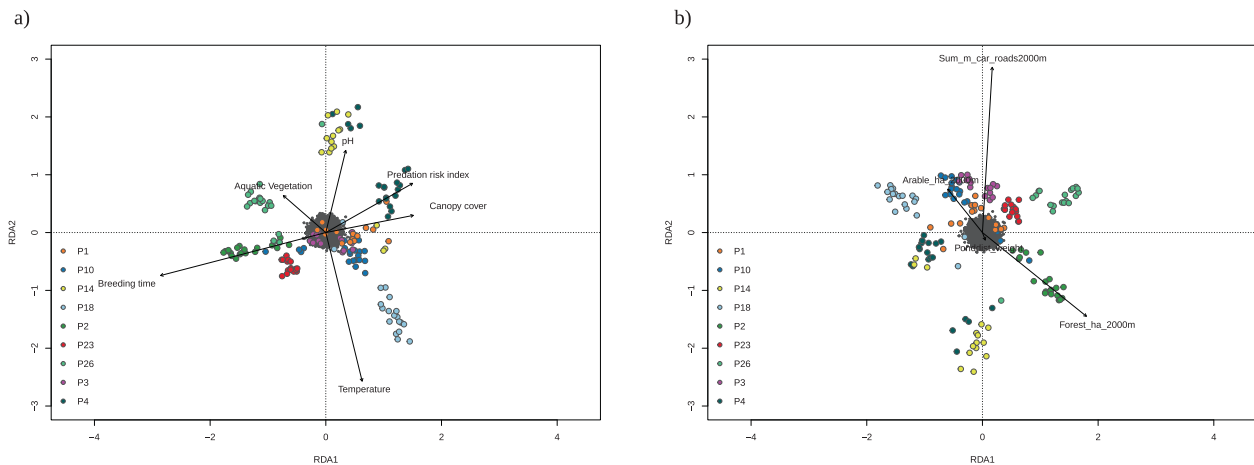 a)
b)
3
2
1
0
−1
−2
−3
RDA2
−4
−2
0
2
4
RDA1
pH
Predation risk index
Aquatic Vegetation
Canopy cover
Breeding time
Temperature
P1
P10
P14
P18
P2
P23
P26
P3
P4
3
2
1
0
−1
−2
−3
RDA2
−4
−2
0
2
4
RDA1
Sum_m_car_roads2000m
Arable_ha_2000m
Forest_ha_2000m
P1
P10
P14
P18
P2
P23
P26
P3
P4